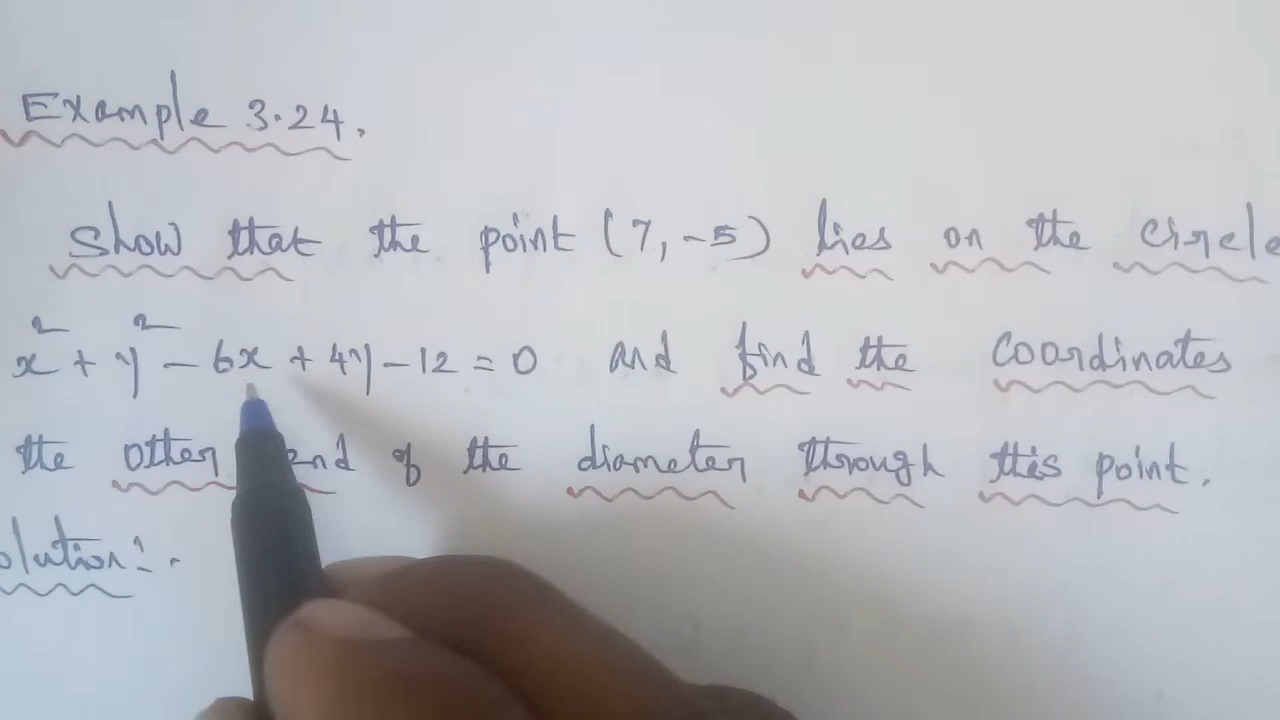 Example 3.24.
Show that the point (7, -5) lies on the circle
x² + y² - 6x + 4y - 12 = 0 and find the coordinates
the other end of the diameter through this point.
olution:-